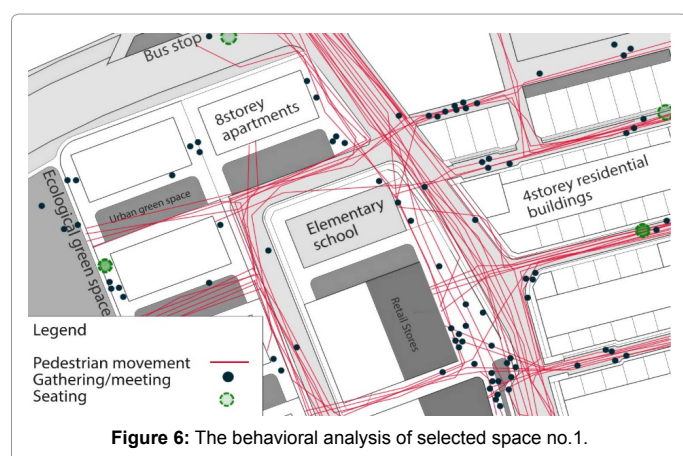 Bus stop
8storey
apartments
Urban green space
Ecological green space
Elementary
school
4storey residential
buildings
Retail Stores
Legend
Pedestrian movement
Gathering/meeting
Seating
Figure 6: The behavioral analysis of selected space no.1.